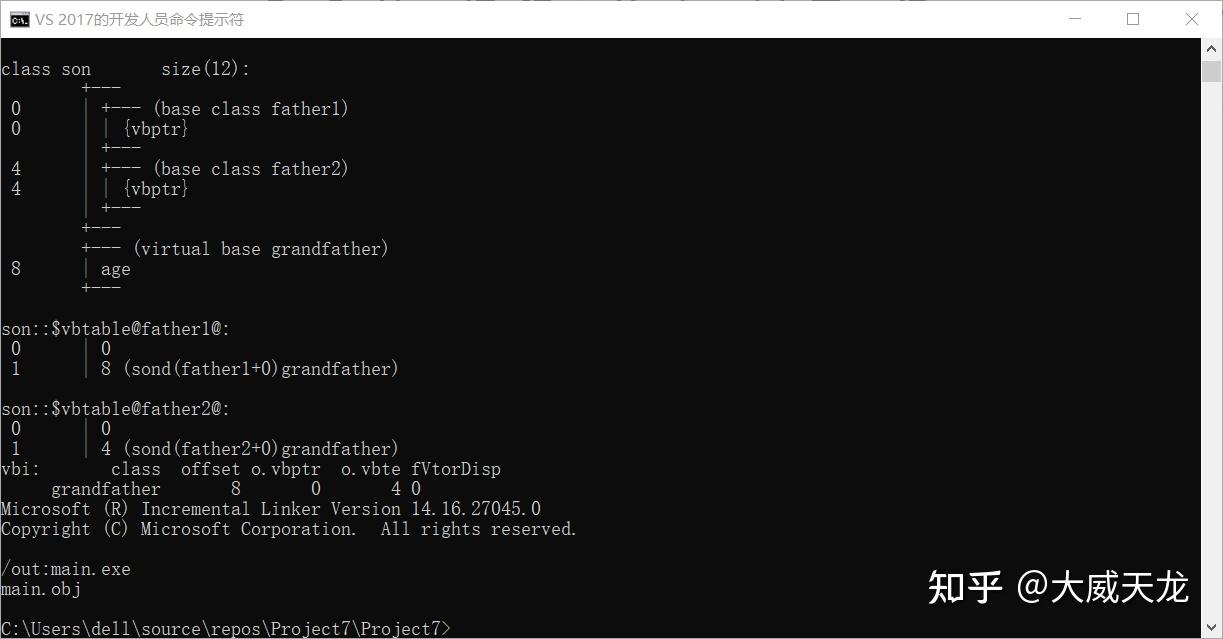 VS 2017的开发人员命令提示符
class son size(12):
+---
0 | +--- (base class father1)
0 | | {vbptr}
| +---
4 | +--- (base class father2)
4 | | {vbptr}
| +---
+---
+--- (virtual base grandfather)
8 | age
+---
son::$vbtable@father1@:
0 | 0
1 | 8 (sond(father1+0)grandfather)
son::$vbtable@father2@:
0 | 0
1 | 4 (sond(father2+0)grandfather)
vbi: class offset o.vbptr o.vbte fVtorDisp
grandfather 8 0 4 0
Microsoft (R) Incremental Linker Version 14.16.27045.0
Copyright (C) Microsoft Corporation. All rights reserved.
/out:main.exe
main.obj
C:\Users\dell\source\repos\Project7\Project7>
知乎 @大威天龙